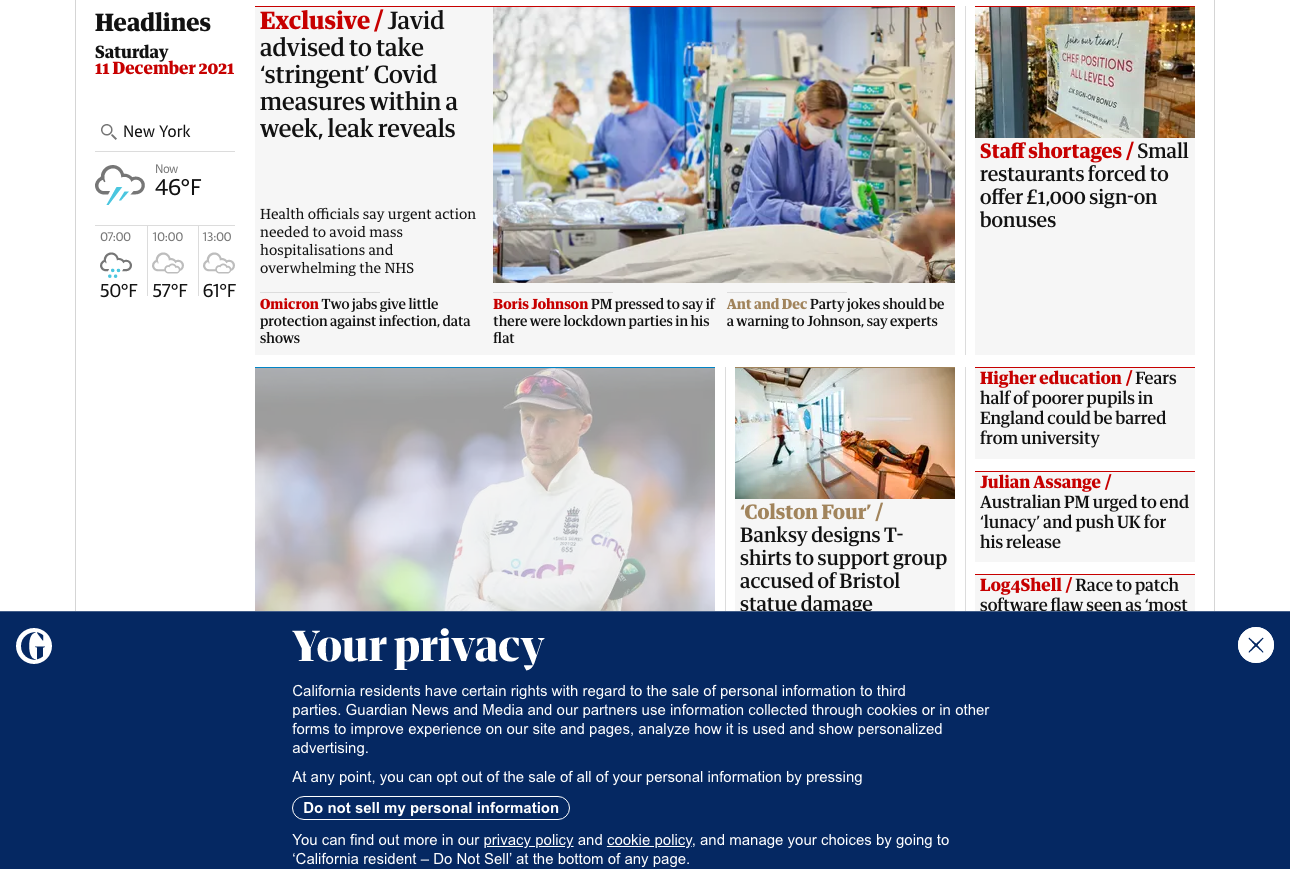 Headlines
Saturday
11 December 2021
New York
Now
46°F
07:00
10:00
13:00
50°F
57°F
61°F
Exclusive / Javid
advised to take
‘stringent’ Covid
measures within a
week, leak reveals
Health officials say urgent action
needed to avoid mass
hospitalisations and
overwhelming the NHS
Omicron Two jabs give little
protection against infection, data
shows
Boris Johnson PM pressed to say if
there were lockdown parties in his
flat
Ant and Dec Party jokes should be
a warning to Johnson, say experts
Join our team!
CHEF POSITIONS
ALL LEVELS
£1K SIGN-ON BONUS
Staff shortages / Small
restaurants forced to
offer £1,000 sign-on
bonuses
cinch
‘Colston Four’ /
Banksy designs T-
shirts to support group
accused of Bristol
statue damage
Higher education / Fears
half of poorer pupils in
England could be barred
from university
Julian Assange /
Australian PM urged to end
‘lunacy’ and push UK for
his release
Log4Shell / Race to patch
software flaw seen as ‘most
Your privacy
California residents have certain rights with regard to the sale of personal information to third
parties. Guardian News and Media and our partners use information collected through cookies or in other
forms to improve experience on our site and pages, analyze how it is used and show personalized
advertising.
At any point, you can opt out of the sale of all of your personal information by pressing
Do not sell my personal information
You can find out more in our privacy policy and cookie policy, and manage your choices by going to
‘California resident – Do Not Sell’ at the bottom of any page.